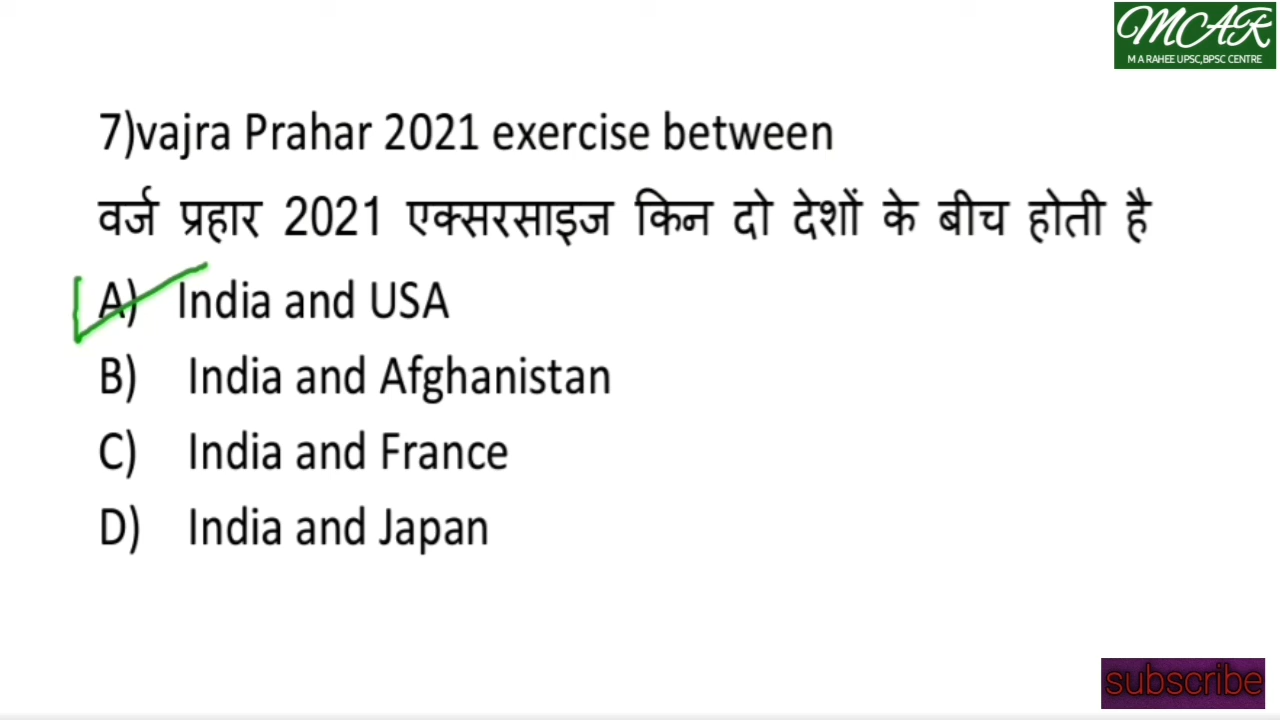 MCAR
M A RAHEE UPSC,BPSC CENTRE
7)vajra Prahar 2021 exercise between
वर्ज प्रहार 2021 एक्सरसाइज किन दो देशों के बीच होती है
A) India and USA
B) India and Afghanistan
C) India and France
D) India and Japan
subscribe